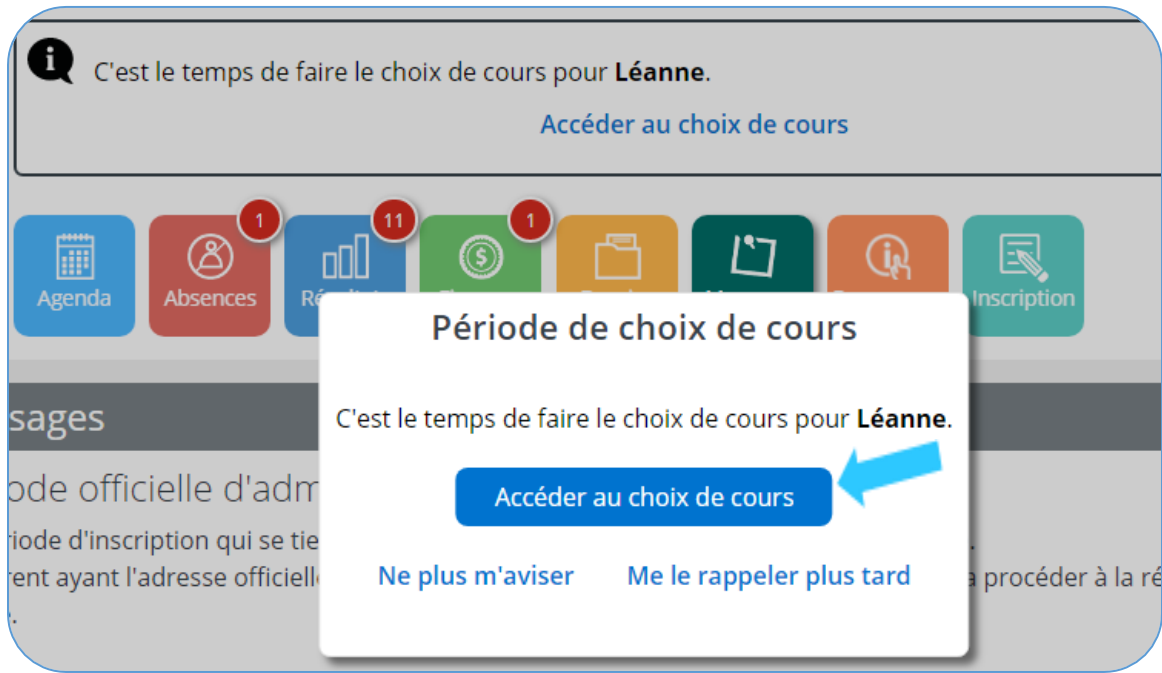 C'est le temps de faire le choix de cours pour Léanne.
Accéder au choix de cours
1
11
1
Agenda
Absences
Inscription
Période de choix de cours
C'est le temps de faire le choix de cours pour Léanne.
Accéder au choix de cours
Ne plus m'aviser
Me le rappeler plus tard
sages
ode officielle d'adm
riode d'inscription qui se tie
rent ayant l'adresse officiell
a procéder à la ré